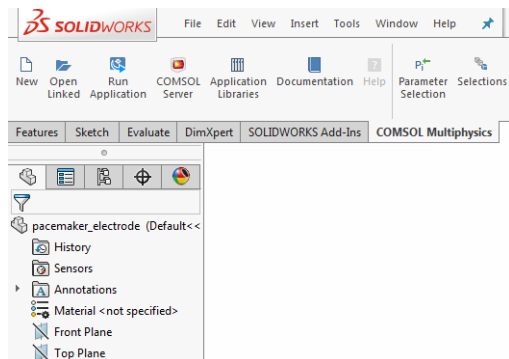 SOLIDWORKS File Edit View Insert Tools Window Help
New Open Run COMSOL Application Documentation Help Parameter Selections
Linked Application Server Libraries Selection
Features Sketch Evaluate DimXpert SOLIDWORKS Add-Ins COMSOL Multiphysics
pacemaker_electrode (Default<<
History
Sensors
Annotations
Material <not specified>
Front Plane
Top Plane